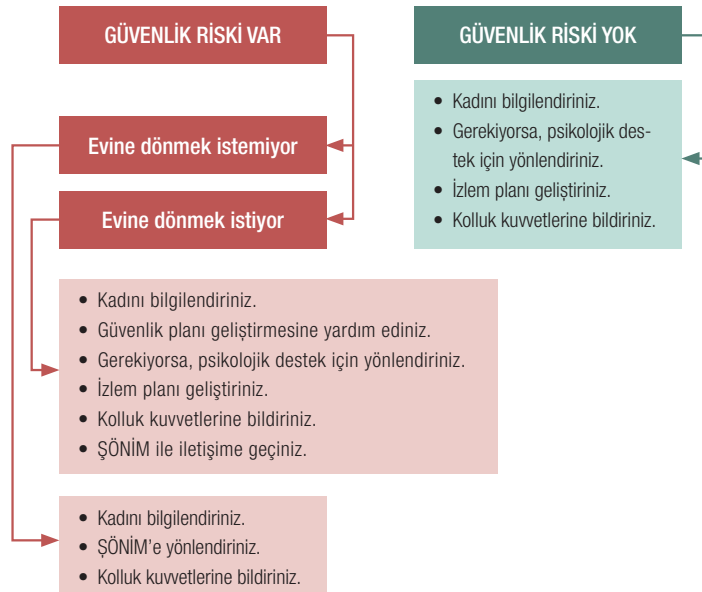 GÜVENLİK RİSKİ VAR
GÜVENLİK RİSKİ YOK
• Kadını bilgilendiriniz.
• Gerekiyorsa, psikolojik des-
tek için yönlendiriniz.
• İzlem planı geliştiriniz.
• Kolluk kuvvetlerine bildiriniz.
Evine dönmek istemiyor
Evine dönmek istiyor
• Kadını bilgilendiriniz.
• Güvenlik planı geliştirmesine yardım ediniz.
• Gerekiyorsa, psikolojik destek için yönlendiriniz.
• İzlem planı geliştiriniz.
• Kolluk kuvvetlerine bildiriniz.
• ŞÖNİM ile iletişime geçiniz.
• Kadını bilgilendiriniz.
• ŞÖNİM’e yönlendiriniz.
• Kolluk kuvvetlerine bildiriniz.